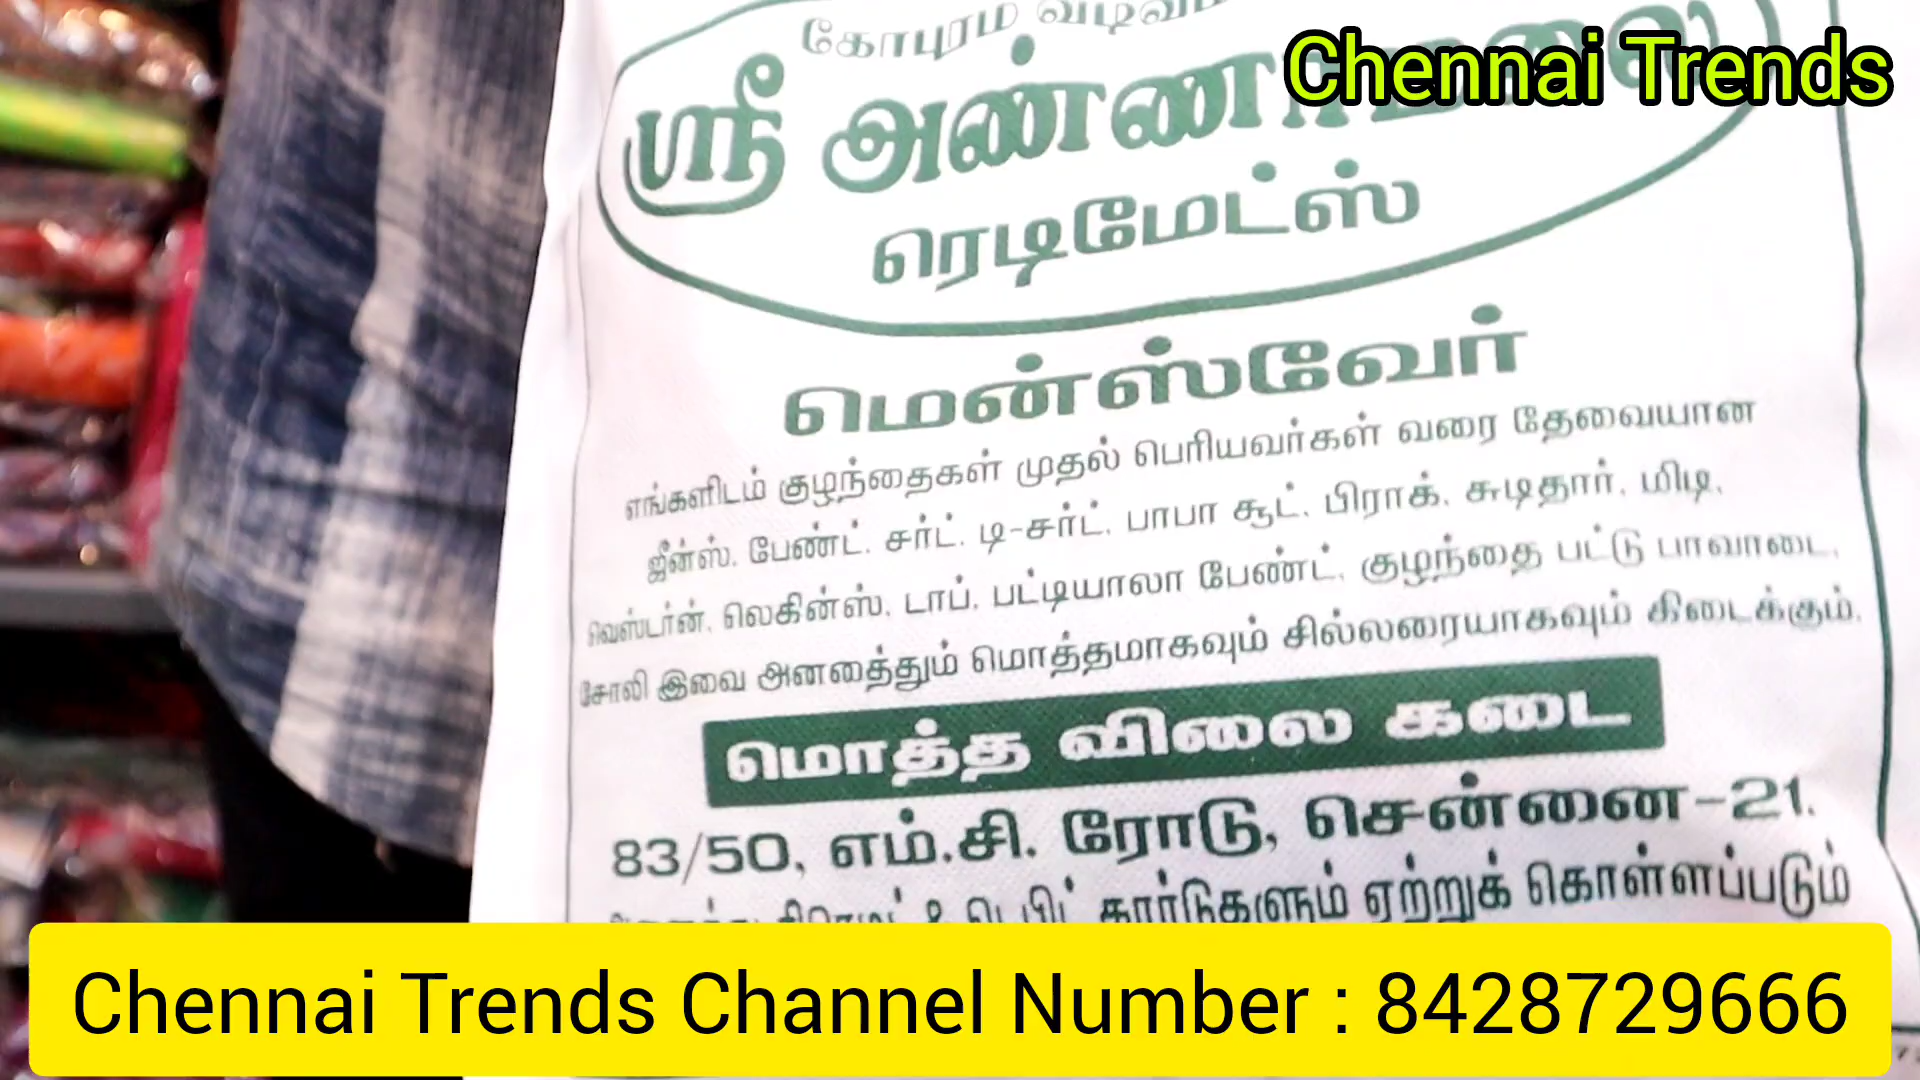 கோபுரம் வடிவம்
Chennai Trends
ஸ்ரீ அண்ணாமலை
ரெடிமேட்ஸ்
மென்ஸ்வேர்
எங்களிடம் குழந்தைகள் முதல் பெரியவர்கள் வரை தேவையான
ஜீன்ஸ், பேண்ட், சர்ட், டி-சர்ட், பாபா சூட், பிராக், சுடிதார், மிடி,
வெஸ்டர்ன், லெகின்ஸ், டாப், பட்டியாலா பேண்ட், குழந்தை பட்டு பாவாடை,
சோலி இவை அனைத்தும் மொத்தமாகவும் சில்லரையாகவும் கிடைக்கும்.
மொத்த விலை கடை
83/50, எம்.சி. ரோடு, சென்னை-21.
& டெபிட் கார்டுகளும் ஏற்றுக் கொள்ளப்படும்
Chennai Trends Channel Number : 8428729666